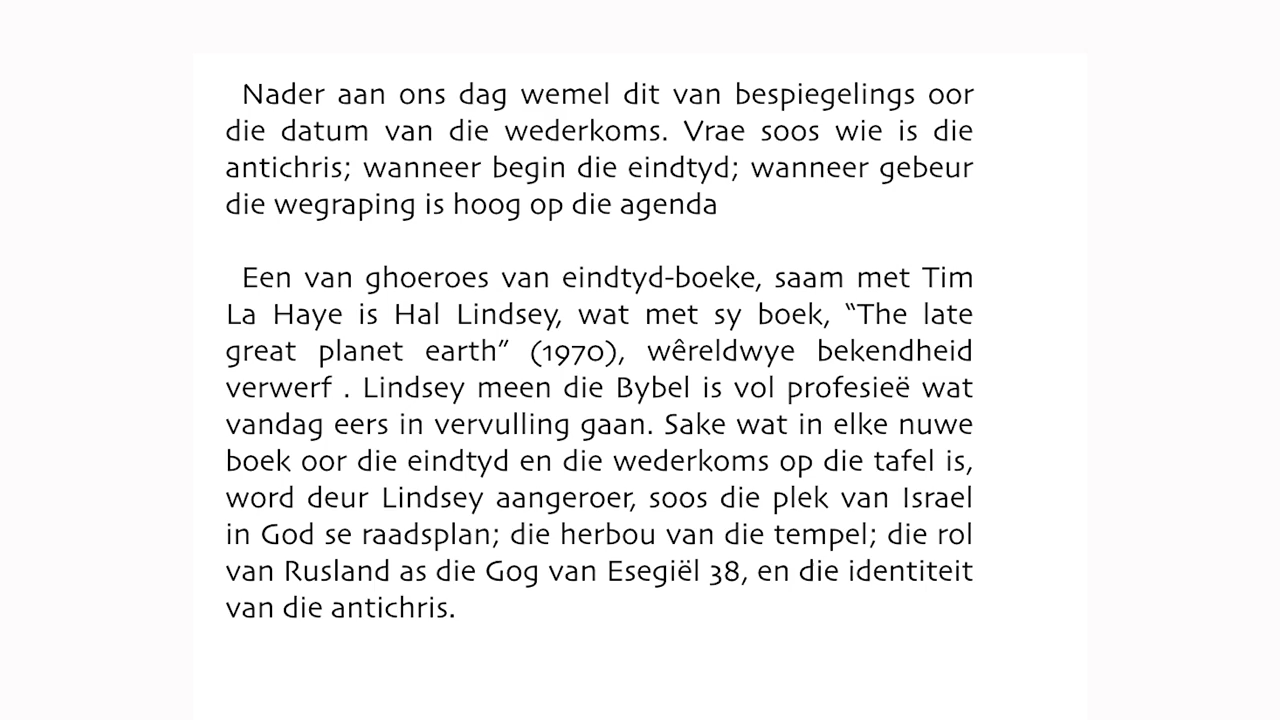 Nader aan ons dag wemel dit van bespiegelings oor
die datum van die wederkoms. Vrae soos wie is die
antichris; wanneer begin die eindtyd; wanneer gebeur
die wegraping is hoog op die agenda
Een van ghoeroes van eindtyd-boeke, saam met Tim
La Haye is Hal Lindsey, wat met sy boek, “The late
great planet earth” (1970), wêreldwye bekendheid
verwerf . Lindsey meen die Bybel is vol profesieë wat
vandag eers in vervulling gaan. Sake wat in elke nuwe
boek oor die eindtyd en die wederkoms op die tafel is,
word deur Lindsey aangeroer, soos die plek van Israel
in God se raadsplan; die herbou van die tempel; die rol
van Rusland as die Gog van Esegiël 38, en die identiteit
van die antichris.